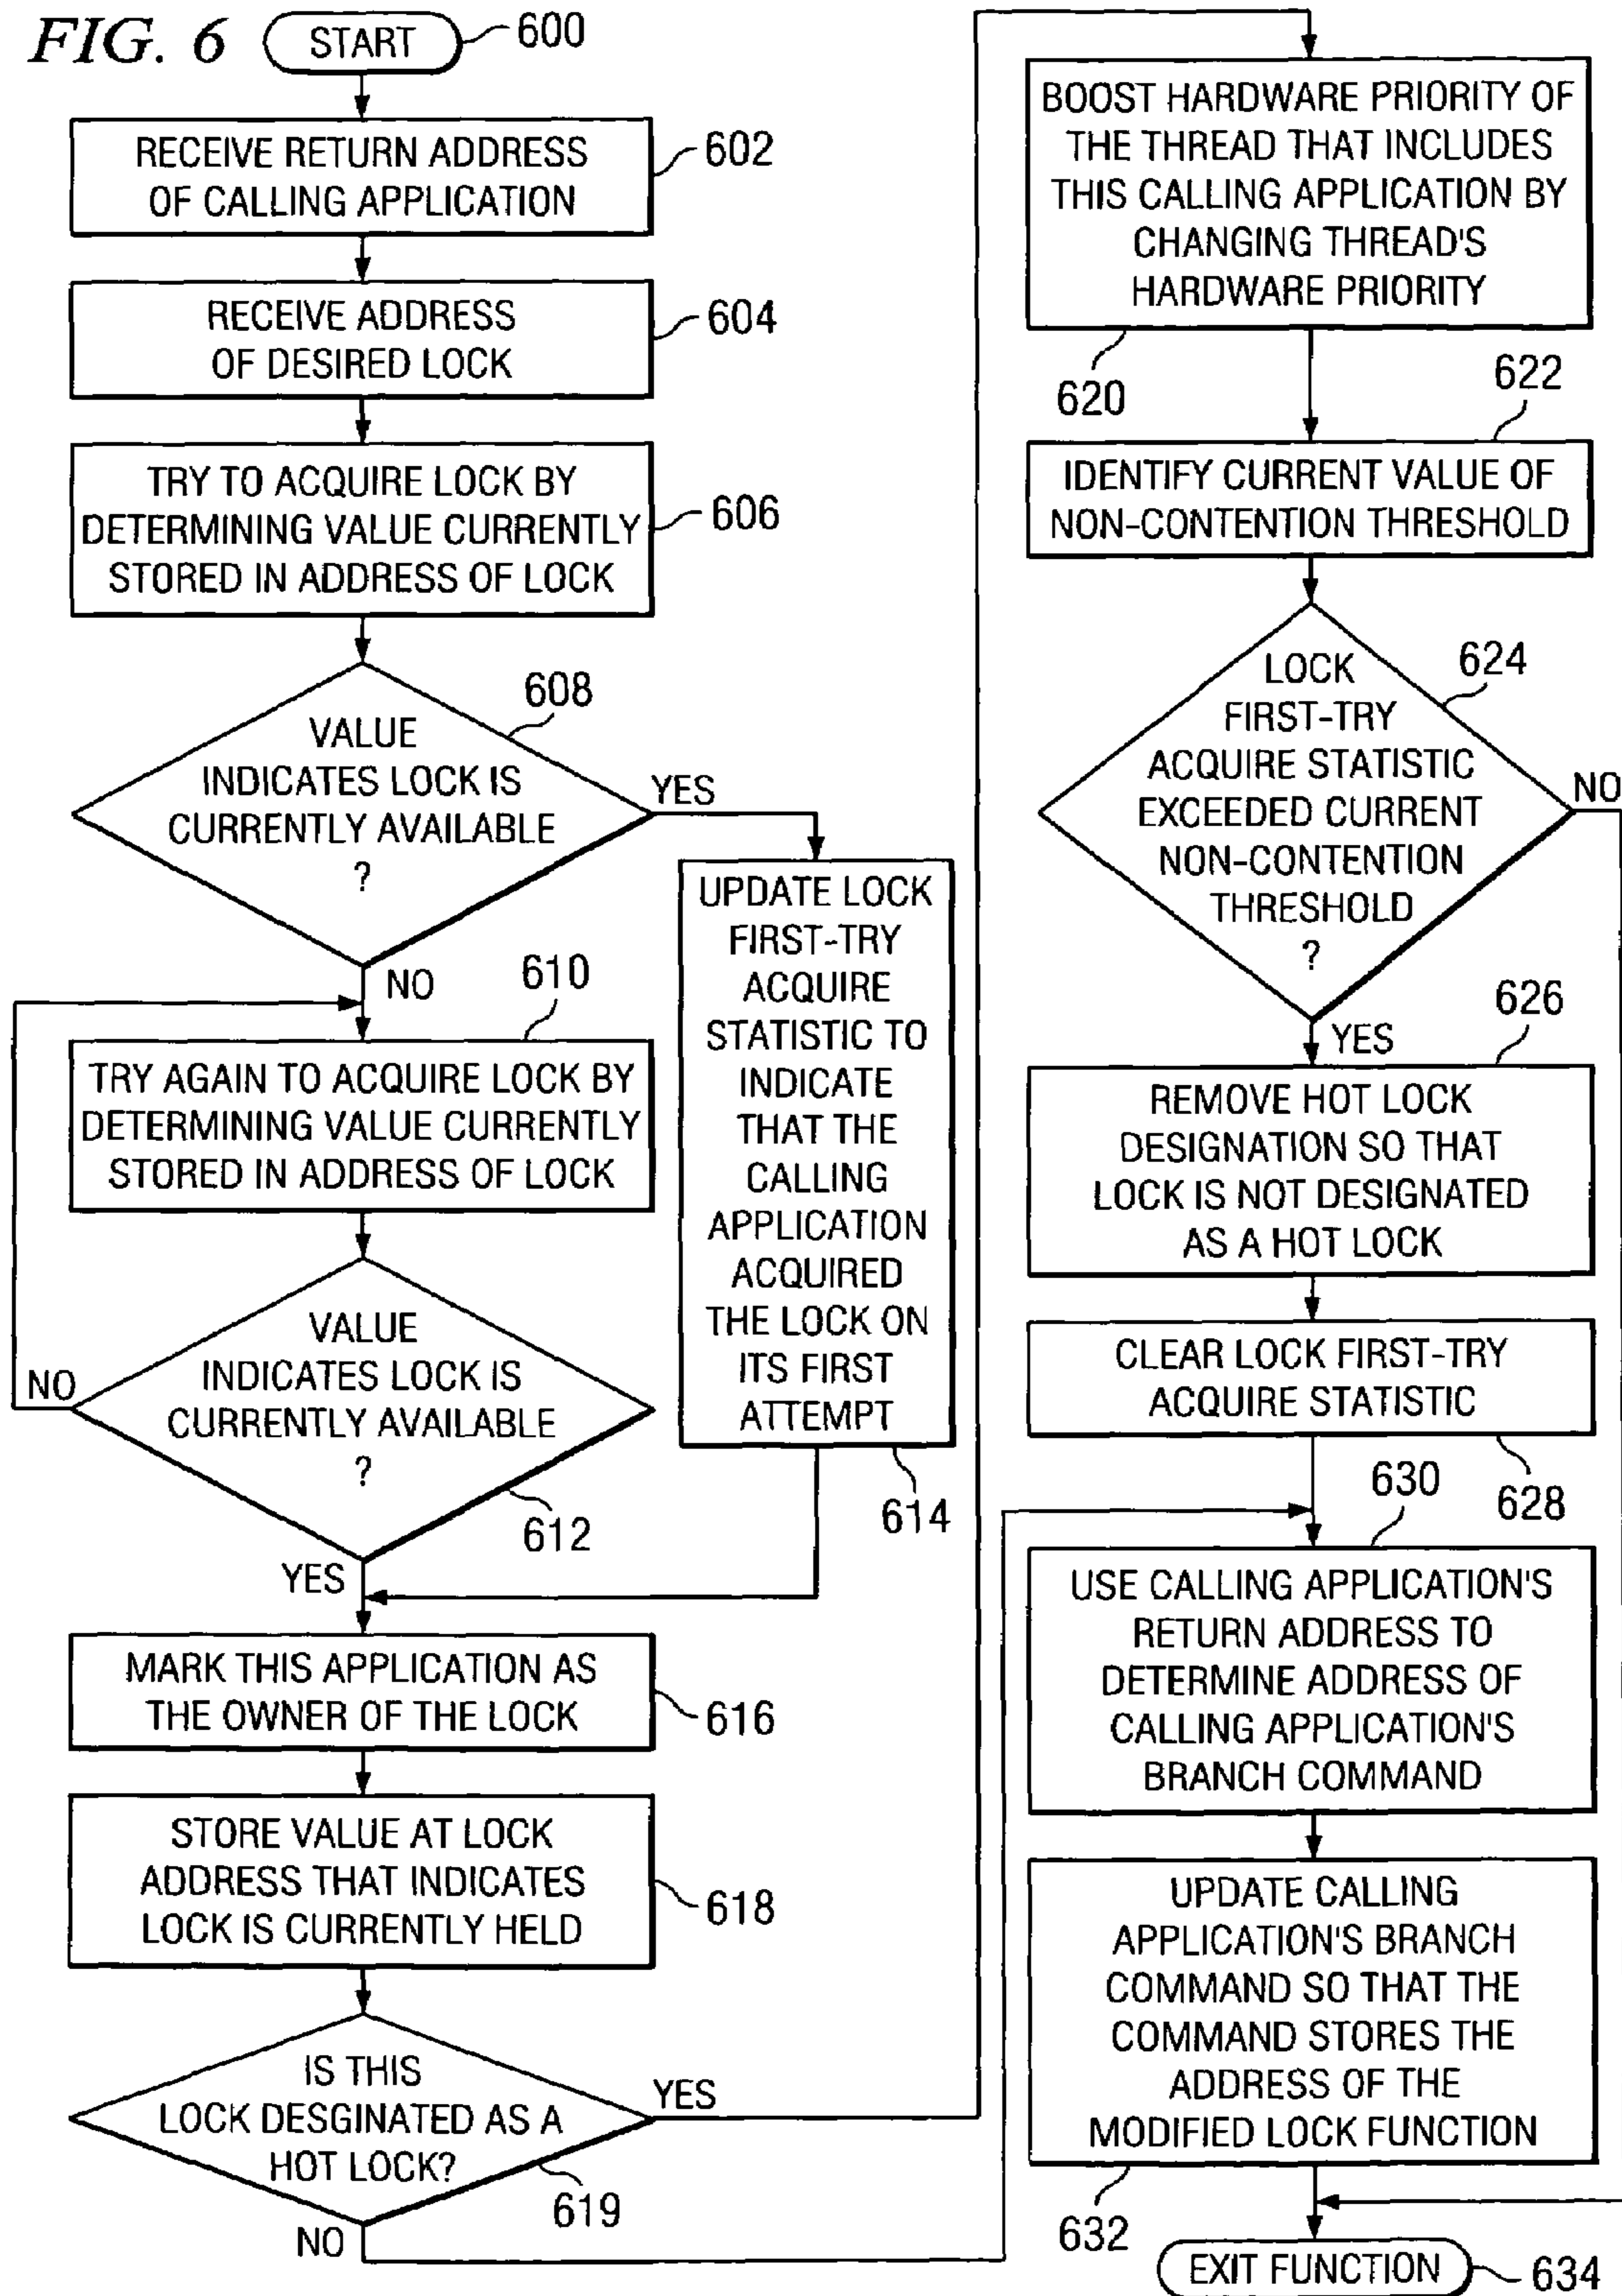 FIG. 6
START
600
RECEIVE RETURN ADDRESS
OF CALLING APPLICATION
602
RECEIVE ADDRESS
OF DESIRED LOCK
604
TRY TO ACQUIRE LOCK BY
DETERMINING VALUE CURRENTLY
STORED IN ADDRESS OF LOCK
606
VALUE
INDICATES LOCK IS
CURRENTLY AVAILABLE
?
608
YES
NO
610
TRY AGAIN TO ACQUIRE LOCK BY
DETERMINING VALUE CURRENTLY
STORED IN ADDRESS OF LOCK
VALUE
INDICATES LOCK IS
CURRENTLY AVAILABLE
?
NO
612
YES
UPDATE LOCK
FIRST-TRY
ACQUIRE
STATISTIC TO
INDICATE
THAT THE
CALLING
APPLICATION
ACQUIRED
THE LOCK ON
ITS FIRST
ATTEMPT
614
MARK THIS APPLICATION AS
THE OWNER OF THE LOCK
616
STORE VALUE AT LOCK
ADDRESS THAT INDICATES
LOCK IS CURRENTLY HELD
618
IS THIS
LOCK DESGINATED AS A
HOT LOCK?
YES
619
NO
BOOST HARDWARE PRIORITY OF
THE THREAD THAT INCLUDES
THIS CALLING APPLICATION BY
CHANGING THREAD'S
HARDWARE PRIORITY
620
622
IDENTIFY CURRENT VALUE OF
NON-CONTENTION THRESHOLD
LOCK
FIRST-TRY
ACQUIRE STATISTIC
EXCEEDED CURRENT
NON-CONTENTION
THRESHOLD
?
624
NO
YES
626
REMOVE HOT LOCK
DESIGNATION SO THAT
LOCK IS NOT DESIGNATED
AS A HOT LOCK
CLEAR LOCK FIRST-TRY
ACQUIRE STATISTIC
628
630
USE CALLING APPLICATION'S
RETURN ADDRESS TO
DETERMINE ADDRESS OF
CALLING APPLICATION'S
BRANCH COMMAND
UPDATE CALLING
APPLICATION'S BRANCH
COMMAND SO THAT THE
COMMAND STORES THE
ADDRESS OF THE
MODIFIED LOCK FUNCTION
632
EXIT FUNCTION
634